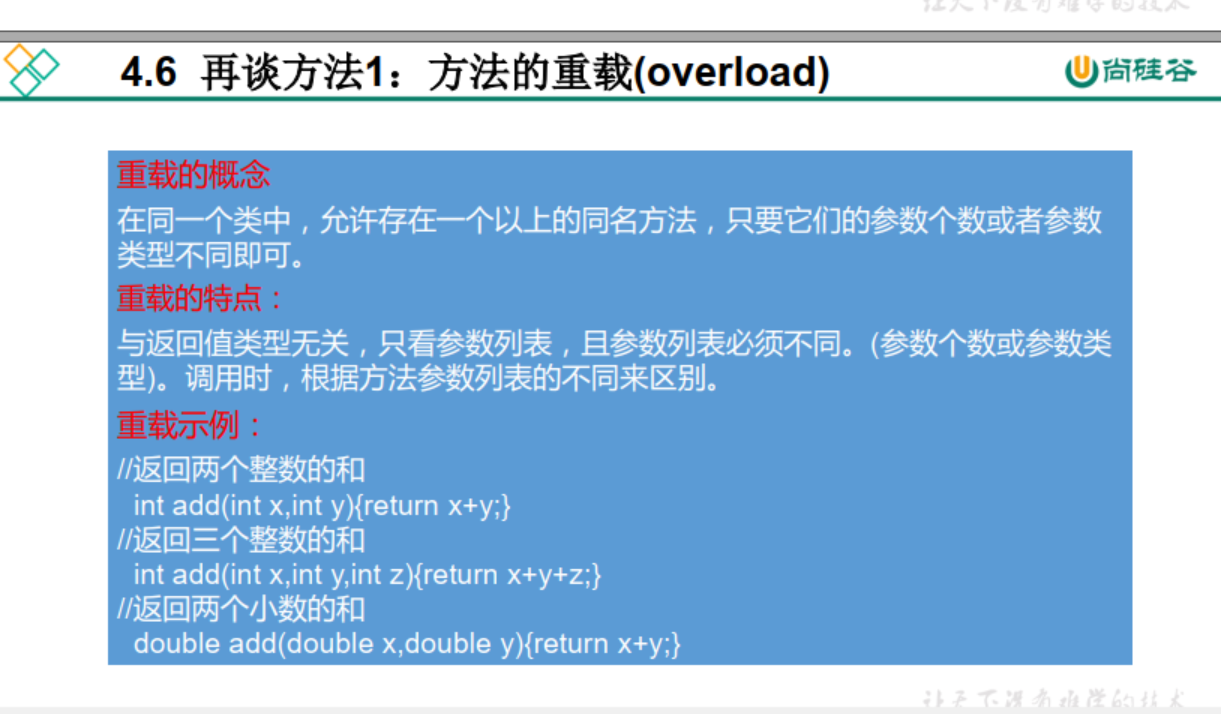 让天下没有难学的技术
4.6 再谈方法1：方法的重载(overload)
尚硅谷
重载的概念
在同一个类中，允许存在一个以上的同名方法，只要它们的参数个数或者参数
类型不同即可。
重载的特点：
与返回值类型无关，只看参数列表，且参数列表必须不同。(参数个数或参数类
型)。调用时，根据方法参数列表的不同来区别。
重载示例：
//返回两个整数的和
int add(int x,int y){return x+y;}
//返回三个整数的和
int add(int x,int y,int z){return x+y+z;}
//返回两个小数的和
double add(double x,double y){return x+y;}
让天下没有难学的技术